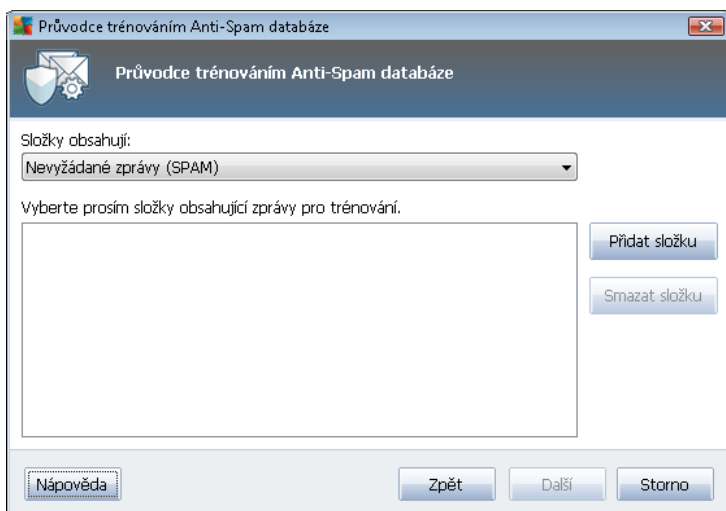 Průvodce trénováním Anti-Spam databáze
Průvodce trénováním Anti-Spam databáze
Složky obsahují:
Nevyžádané zprávy (SPAM)
Vyberte prosím složky obsahující zprávy pro trénování.
Přidat složku
Smazat složku
Nápověda
Zpět
Další
Storno